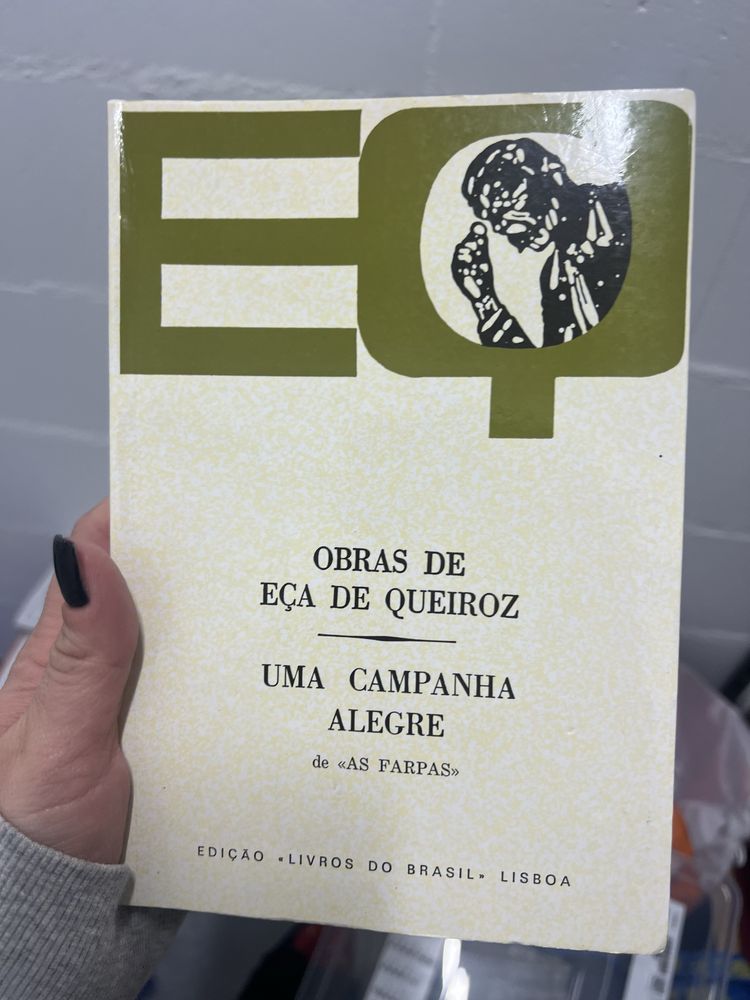 EQ
OBRAS DE
EÇA DE QUEIROZ
UMA CAMPANHA
ALEGRE
de «AS FARPAS»
EDIÇÃO «LIVROS DO BRASIL» LISBOA